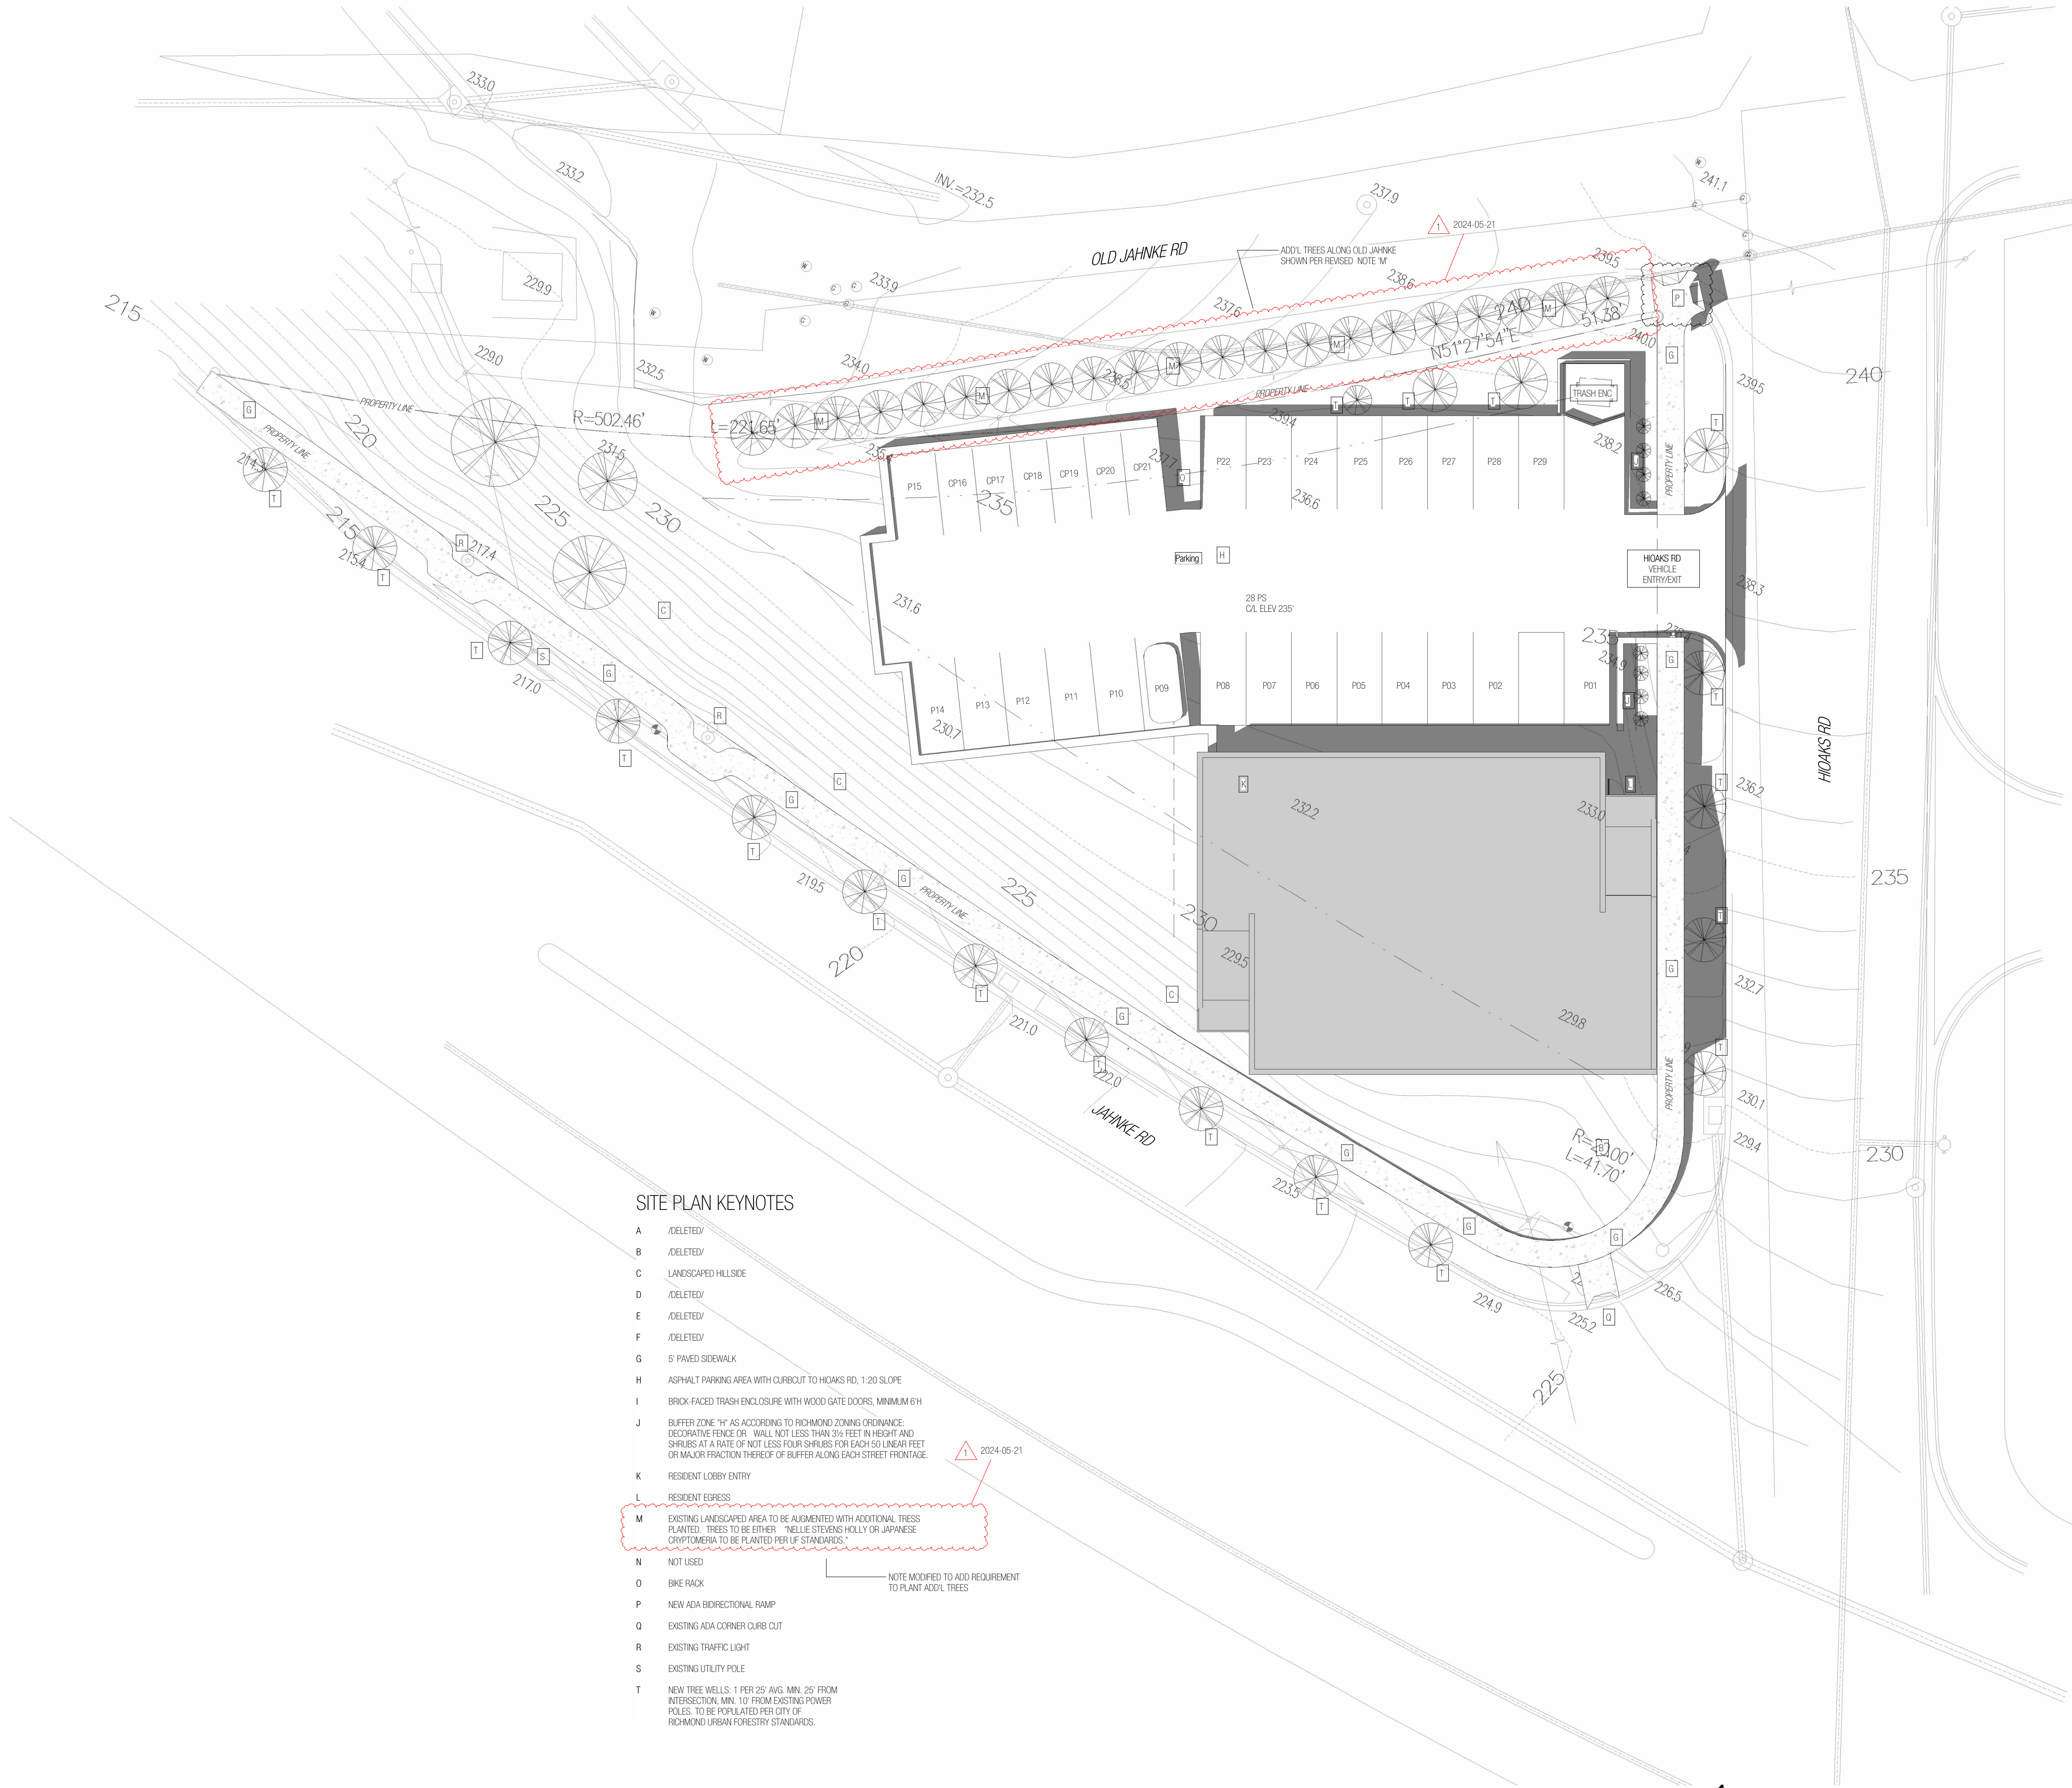 233.0
233.2
INV.=232.5
237.9
241.1
OLD JAHNKE RD
1 2024-05-21
ADD'L TREES ALONG OLD JAHNKE
SHOWN PER REVISED NOTE 'M'
239.5
238.6
237.6
229.9
233.9
215
229.0
232.5
234.0
238.5
240
51.38'
N51°27'54"E
240.0
239.5
240
P
G
M
M
M
M
M
PROPERTY LINE
PROPERTY LINE
PROPERTY LINE
G
220
R=502.46'
L=221.65'
231.5
214.3
T
T
T
T
TRASH ENC
239.4
238.2
T
J
PROPERTY LINE
237.7
O
P15
CP16
CP17
CP18
CP19
CP20
CP21
P22
P23
P24
P25
P26
P27
P28
P29
235
236.6
225
230
215
215.4
T
R
217.4
C
Parking
H
HIOAKS RD
VEHICLE
ENTRY/EXIT
238.3
28 PS
C/L ELEV 235'
231.6
234.9
T
S
G
217.0
R
T
G
T
J
P14
P13
P12
P11
P10
P09
P08
P07
P06
P05
P04
P03
P02
P01
230.7
HIOAKS RD
C
G
T
K
L
T
236.2
232.2
233.0
219.5
G
T
PROPERTY LINE
225
230
235
T
220
229.5
G
232.7
C
T
G
221.0
229.8
T
T
222.0
PROPERTY LINE
230.1
JAHNKE RD
T
G
R=20.00'
L=41.70'
B
229.4
230
223.5
T
G
G
T
224.9
225.2
Q
226.5
225
SITE PLAN KEYNOTES
A /DELETED/
B /DELETED/
C LANDSCAPED HILLSIDE
D /DELETED/
E /DELETED/
F /DELETED/
G 5' PAVED SIDEWALK
H ASPHALT PARKING AREA WITH CURBCUT TO HIOAKS RD, 1:20 SLOPE
I BRICK-FACED TRASH ENCLOSURE WITH WOOD GATE DOORS, MINIMUM 6'H
J BUFFER ZONE "H" AS ACCORDING TO RICHMOND ZONING ORDINANCE:
DECORATIVE FENCE OR WALL NOT LESS THAN 3½ FEET IN HEIGHT AND
SHRUBS AT A RATE OF NOT LESS FOUR SHRUBS FOR EACH 50 LINEAR FEET
OR MAJOR FRACTION THEREOF OF BUFFER ALONG EACH STREET FRONTAGE.
1 2024-05-21
K RESIDENT LOBBY ENTRY
L RESIDENT EGRESS
M EXISTING LANDSCAPED AREA TO BE AUGMENTED WITH ADDITIONAL TRESS
PLANTED. TREES TO BE EITHER "NELLIE STEVENS HOLLY OR JAPANESE
CRYPTOMERIA TO BE PLANTED PER UF STANDARDS."
N NOT USED
NOTE MODIFIED TO ADD REQUIREMENT
TO PLANT ADD'L TREES
O BIKE RACK
P NEW ADA BIDIRECTIONAL RAMP
Q EXISTING ADA CORNER CURB CUT
R EXISTING TRAFFIC LIGHT
S EXISTING UTILITY POLE
T NEW TREE WELLS: 1 PER 25' AVG. MIN. 25' FROM
INTERSECTION, MIN. 10' FROM EXISTING POWER
POLES. TO BE POPULATED PER CITY OF
RICHMOND URBAN FORESTRY STANDARDS.